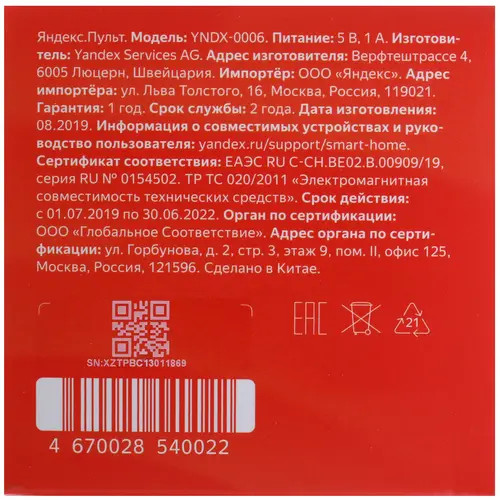 Яндекс.Пульт. Модель: YNDX-0006. Питание: 5 В, 1 А. Изготови-
тель: Yandex Services AG. Адрес изготовителя: Верфтештрассе 4,
6005 Люцерн, Швейцария. Импортёр: ООО «Яндекс». Адрес
импортёра: ул. Льва Толстого, 16, Москва, Россия, 119021.
Гарантия: 1 год. Срок службы: 2 года. Дата изготовления:
08.2019. Информация о совместимых устройствах и руко-
водство пользователя: yandex.ru/support/smart-home.
Сертификат соответствия: ЕАЭС RU С-CH.BE02.B.00909/19,
серия RU № 0154502. ТР ТС 020/2011 «Электромагнитная
совместимость технических средств». Срок действия:
с 01.07.2019 по 30.06.2022. Орган по сертификации:
ООО «Глобальное Соответствие». Адрес органа по серти-
фикации: ул. Горбунова, д. 2, стр. 3, этаж 9, пом. II, офис 125,
Москва, Россия, 121596. Сделано в Китае.
EAC
21
SN:XZTPBC13011869
4 670028 540022